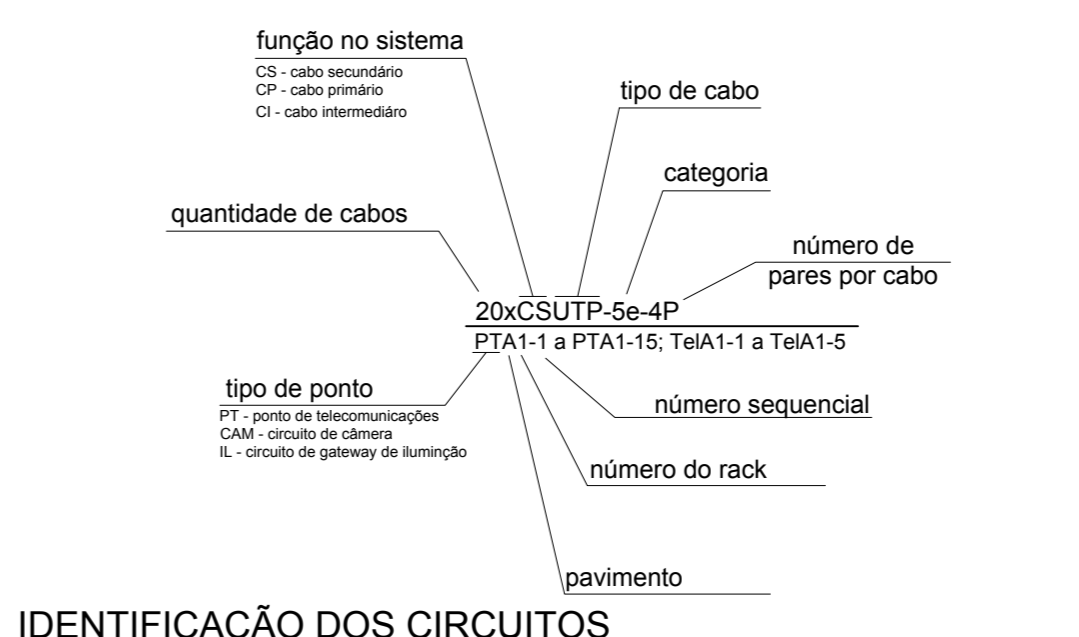 função no sistema
CS - cabo secundário
CP - cabo primário
CI - cabo intermediáro
tipo de cabo
categoria
quantidade de cabos
número de
pares por cabo
20xCSUTP-5e-4P
PTA1-1 a PTA1-15; TelA1-1 a TelA1-5
tipo de ponto
PT - ponto de telecomunicações
CAM - circuito de câmera
IL - circuito de gateway de iluminção
número sequencial
número do rack
pavimento
IDENTIFICAÇÃO DOS CIRCUITOS